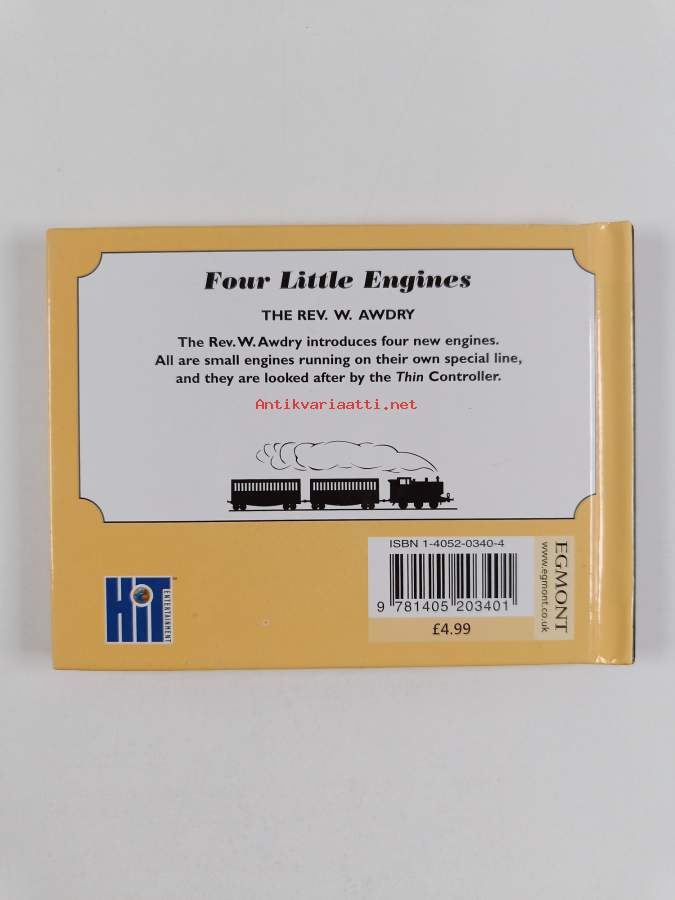 Four Little Engines
THE REV. W. AWDRY
The Rev. W. Awdry introduces four new engines.
All are small engines running on their own special line,
and they are looked after by the Thin Controller.
Antikvariaatti.net
HiT
ENTERTAINMENT
™
ISBN 1-4052-0340-4
9 781405 203401
£4.99
EGMONT
www.egmont.co.uk